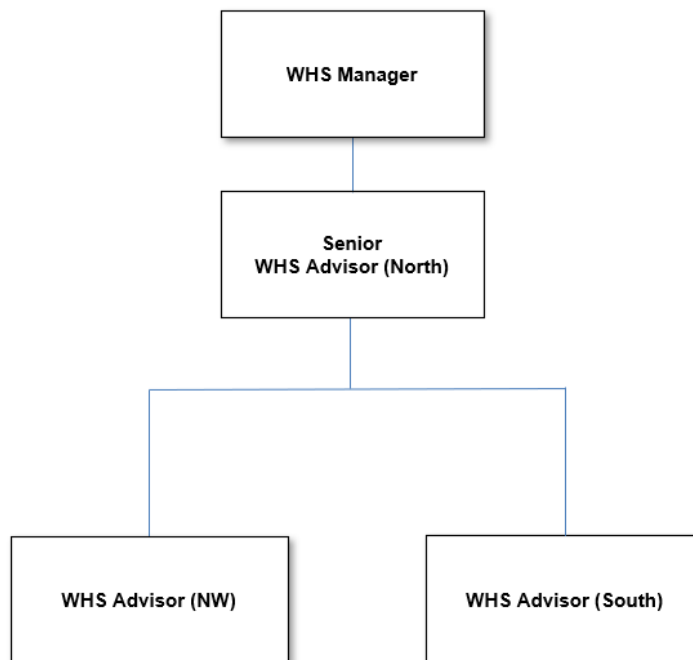 WHS Manager
Senior
WHS Advisor (North)
WHS Advisor (NW)
WHS Advisor (South)